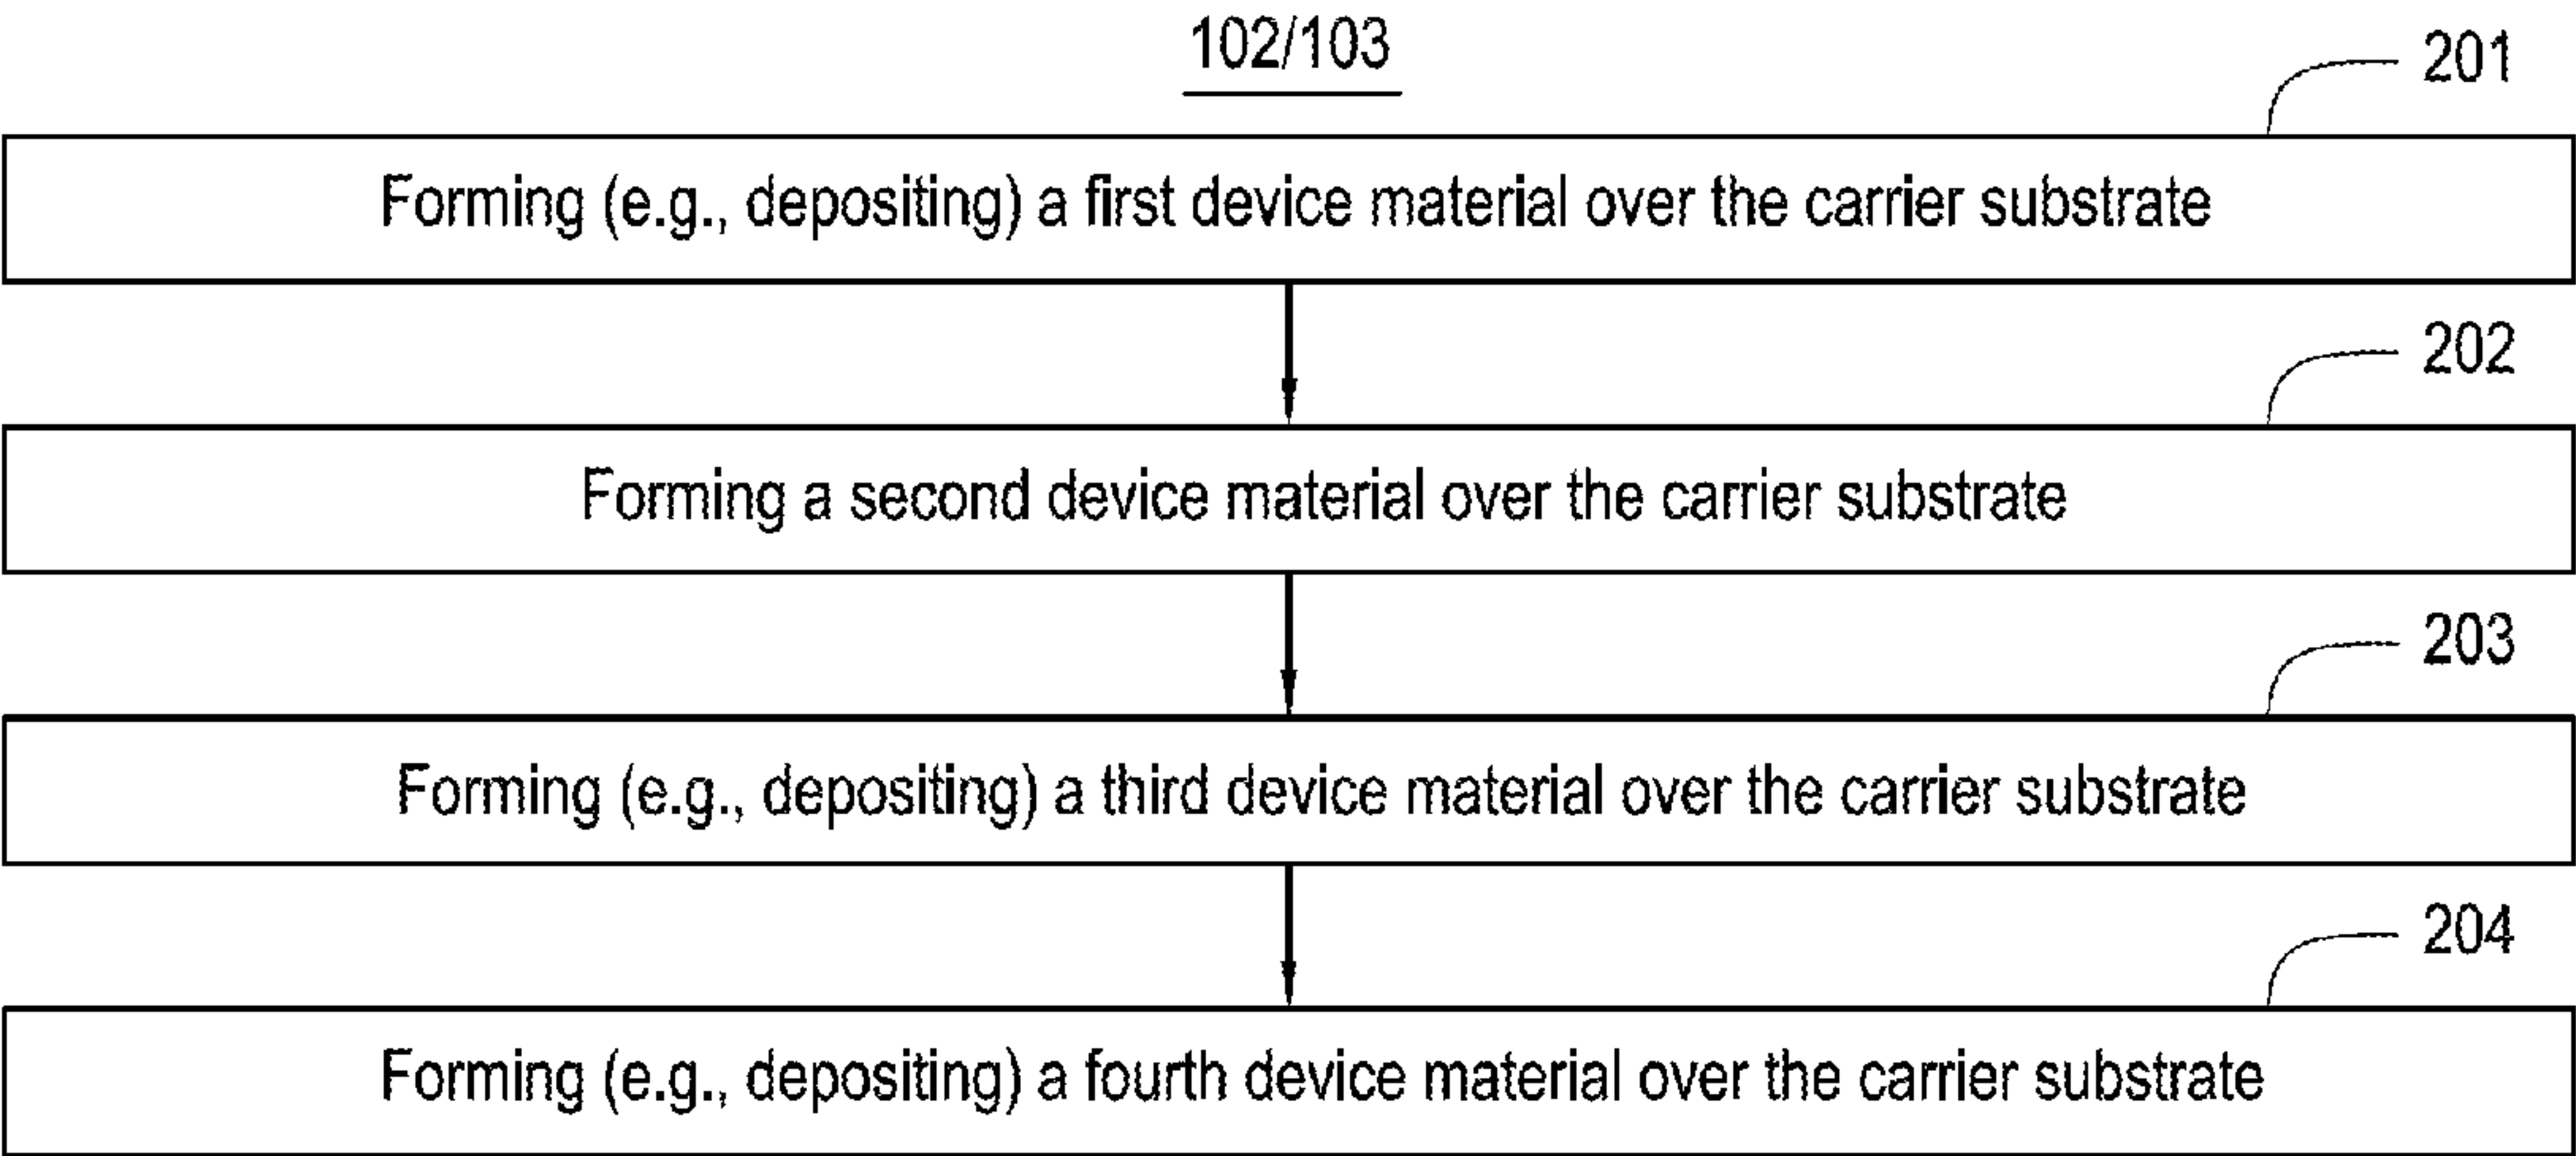 102/103
201
Forming (e.g., depositing) a first device material over the carrier substrate
202
Forming a second device material over the carrier substrate
203
Forming (e.g., depositing) a third device material over the carrier substrate
204
Forming (e.g., depositing) a fourth device material over the carrier substrate